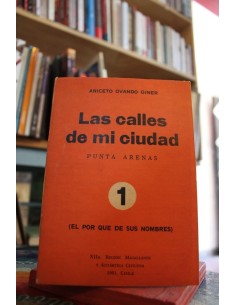 ANICETO OVANDO GINER
Las calles
de mi ciudad
PUNTA ARENAS
1
(EL POR QUE DE SUS NOMBRES)